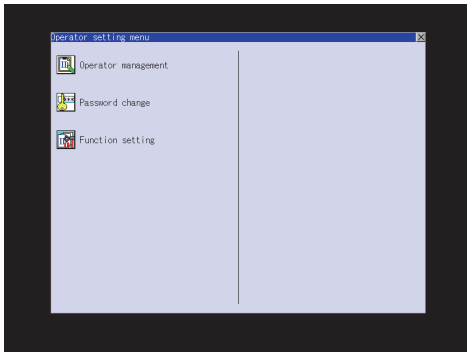 Operator setting menu
Operator management
Password change
Function setting